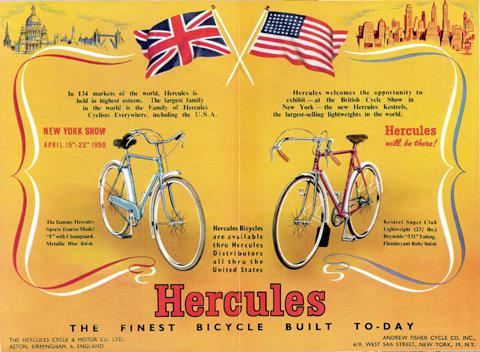 In 134 markets of the world, Hercules is
held in highest esteem. The largest family
in the world is the Family of Hercules
Cyclists Everywhere, including the U.S.A.
NEW YORK SHOW
APRIL 15TH-23RD 1950
The famous Hercules
Sports Tourist Model
"F" with Chainguard.
Metallic Blue finish.
Hercules welcomes the opportunity to
exhibit—at the British Cycle Show in
New York—the new Hercules Kestrels,
the largest-selling lightweights in the world.
Hercules
will be there!
Hercules Bicycles
are available
thru Hercules
Distributors
all thru the
United States
Kestrel Super Club
Lightweight (23½ lbs.)
Reynolds "531" Tubing.
Flamboyant Ruby finish
Hercules
THE FINEST BICYCLE BUILT TO-DAY
THE HERCULES CYCLE & MOTOR CO. LTD.
ASTON, BIRMINGHAM, 6, ENGLAND.
ANDREW FISHER CYCLE CO. INC.,
619, WEST 54th STREET, NEW YORK, 19, N.Y.